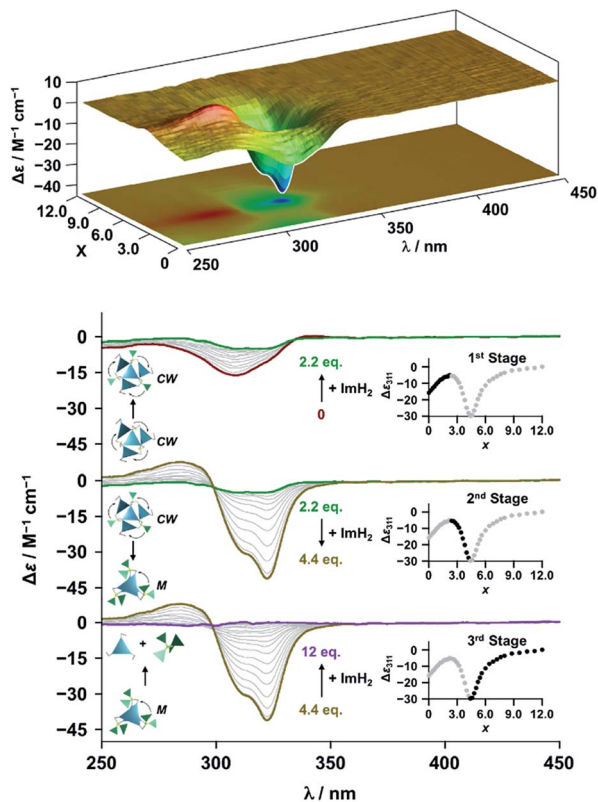 10
0
−10
−20
−30
−40
Δε / M⁻¹ cm⁻¹
12.0
9.0
6.0
3.0
0
X
250
300
350
400
450
λ / nm
0
−15
−30
−45
CW
CW
2.2 eq.
+ ImH₂
0
1st Stage
Δε₃₁₁
0
−10
−20
−30
0 3.0 6.0 9.0 12.0
x
0
−15
−30
−45
Δε / M⁻¹ cm⁻¹
CW
M
2.2 eq.
+ ImH₂
4.4 eq.
2nd Stage
Δε₃₁₁
0
−10
−20
−30
0 3.0 6.0 9.0 12.0
x
0
−15
−30
−45
+
M
12 eq.
+ ImH₂
4.4 eq.
3rd Stage
Δε₃₁₁
0
−10
−20
−30
0 3.0 6.0 9.0 12.0
x
250 300 350 400 450
λ / nm